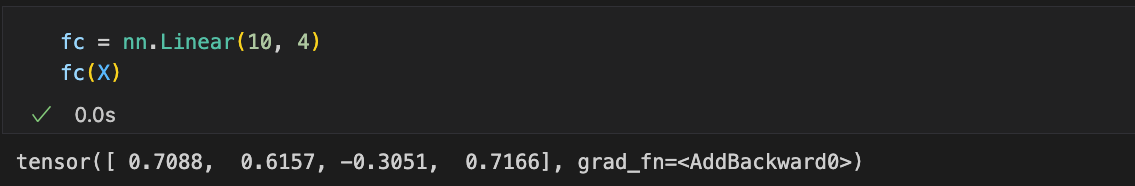 fc = nn.Linear(10, 4)
fc(X)
✓ 0.0s
tensor([ 0.7088,  0.6157, -0.3051,  0.7166], grad_fn=<AddBackward0>)